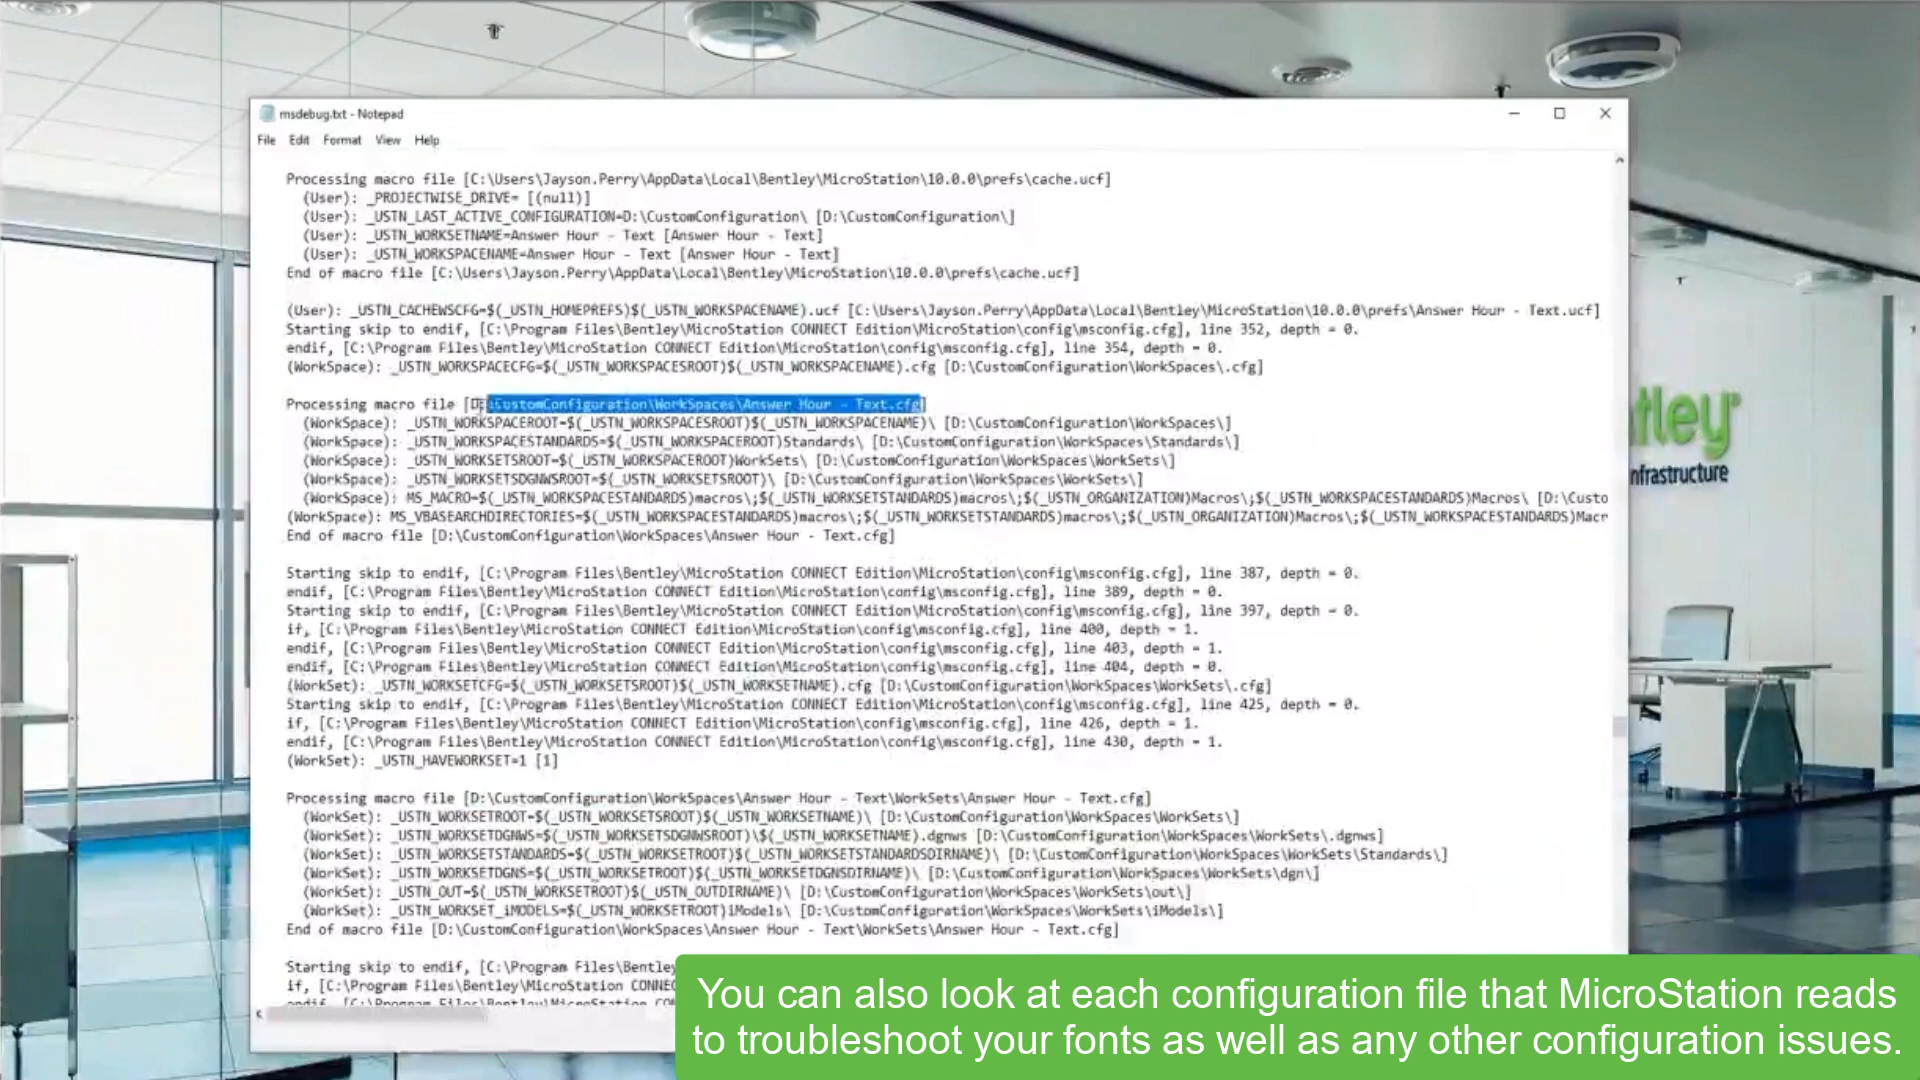 msdebug.txt - Notepad
File Edit Format View Help
Processing macro file [C:\Users\Jayson.Perry\AppData\Local\Bentley\MicroStation\10.0.0\prefs\cache.ucf]
(User): _PROJECTWISE_DRIVE= [(null)]
(User): _USTN_LAST_ACTIVE_CONFIGURATION=D:\CustomConfiguration\ [D:\CustomConfiguration\]
(User): _USTN_WORKSETNAME=Answer Hour - Text [Answer Hour - Text]
(User): _USTN_WORKSPACENAME=Answer Hour - Text [Answer Hour - Text]
End of macro file [C:\Users\Jayson.Perry\AppData\Local\Bentley\MicroStation\10.0.0\prefs\cache.ucf]
(User): _USTN_CACHEWSCFG=$(_USTN_HOMEPREFS)$(_USTN_WORKSPACENAME).ucf [C:\Users\Jayson.Perry\AppData\Local\Bentley\MicroStation\10.0.0\prefs\Answer Hour - Text.ucf]
Starting skip to endif, [C:\Program Files\Bentley\MicroStation CONNECT Edition\MicroStation\config\msconfig.cfg], line 352, depth = 0.
endif, [C:\Program Files\Bentley\MicroStation CONNECT Edition\MicroStation\config\msconfig.cfg], line 354, depth = 0.
(WorkSpace): _USTN_WORKSPACECFG=$(_USTN_WORKSPACESROOT)$(_USTN_WORKSPACENAME).cfg [D:\CustomConfiguration\WorkSpaces\.cfg]
Processing macro file [D:\CustomConfiguration\WorkSpaces\Answer Hour - Text.cfg]
(WorkSpace): _USTN_WORKSPACEROOT=$(_USTN_WORKSPACESROOT)$(_USTN_WORKSPACENAME)\ [D:\CustomConfiguration\WorkSpaces\]
(WorkSpace): _USTN_WORKSPACESTANDARDS=$(_USTN_WORKSPACEROOT)Standards\ [D:\CustomConfiguration\WorkSpaces\Standards\]
(WorkSpace): _USTN_WORKSETSROOT=$(_USTN_WORKSPACEROOT)WorkSets\ [D:\CustomConfiguration\WorkSpaces\WorkSets\]
(WorkSpace): _USTN_WORKSETSDGNWSROOT=$(_USTN_WORKSETSROOT)\ [D:\CustomConfiguration\WorkSpaces\WorkSets\]
(WorkSpace): MS_MACRO=$(_USTN_WORKSPACESTANDARDS)macros\;$(_USTN_WORKSETSTANDARDS)macros\;$(_USTN_ORGANIZATION)Macros\;$(_USTN_WORKSPACESTANDARDS)Macros\ [D:\Custo
(WorkSpace): MS_VBASEARCHDIRECTORIES=$(_USTN_WORKSPACESTANDARDS)macros\;$(_USTN_WORKSETSTANDARDS)macros\;$(_USTN_ORGANIZATION)Macros\;$(_USTN_WORKSPACESTANDARDS)Macr
End of macro file [D:\CustomConfiguration\WorkSpaces\Answer Hour - Text.cfg]
Starting skip to endif, [C:\Program Files\Bentley\MicroStation CONNECT Edition\MicroStation\config\msconfig.cfg], line 387, depth = 0.
endif, [C:\Program Files\Bentley\MicroStation CONNECT Edition\MicroStation\config\msconfig.cfg], line 389, depth = 0.
Starting skip to endif, [C:\Program Files\Bentley\MicroStation CONNECT Edition\MicroStation\config\msconfig.cfg], line 397, depth = 0.
if, [C:\Program Files\Bentley\MicroStation CONNECT Edition\MicroStation\config\msconfig.cfg], line 400, depth = 1.
endif, [C:\Program Files\Bentley\MicroStation CONNECT Edition\MicroStation\config\msconfig.cfg], line 403, depth = 1.
endif, [C:\Program Files\Bentley\MicroStation CONNECT Edition\MicroStation\config\msconfig.cfg], line 404, depth = 0.
(WorkSet): _USTN_WORKSETCFG=$(_USTN_WORKSETSROOT)$(_USTN_WORKSETNAME).cfg [D:\CustomConfiguration\WorkSpaces\WorkSets\.cfg]
Starting skip to endif, [C:\Program Files\Bentley\MicroStation CONNECT Edition\MicroStation\config\msconfig.cfg], line 425, depth = 0.
if, [C:\Program Files\Bentley\MicroStation CONNECT Edition\MicroStation\config\msconfig.cfg], line 426, depth = 1.
endif, [C:\Program Files\Bentley\MicroStation CONNECT Edition\MicroStation\config\msconfig.cfg], line 430, depth = 1.
(WorkSet): _USTN_HAVEWORKSET=1 [1]
Processing macro file [D:\CustomConfiguration\WorkSpaces\Answer Hour - Text\WorkSets\Answer Hour - Text.cfg]
(WorkSet): _USTN_WORKSETROOT=$(_USTN_WORKSETSROOT)$(_USTN_WORKSETNAME)\ [D:\CustomConfiguration\WorkSpaces\WorkSets\]
(WorkSet): _USTN_WORKSETDGNWS=$(_USTN_WORKSETSDGNWSROOT)\$(_USTN_WORKSETNAME).dgnws [D:\CustomConfiguration\WorkSpaces\WorkSets\.dgnws]
(WorkSet): _USTN_WORKSETSTANDARDS=$(_USTN_WORKSETROOT)$(_USTN_WORKSETSTANDARDSDIRNAME)\ [D:\CustomConfiguration\WorkSpaces\WorkSets\Standards\]
(WorkSet): _USTN_WORKSETDGNS=$(_USTN_WORKSETROOT)$(_USTN_WORKSETDGNSDIRNAME)\ [D:\CustomConfiguration\WorkSpaces\WorkSets\dgn\]
(WorkSet): _USTN_OUT=$(_USTN_WORKSETROOT)$(_USTN_OUTDIRNAME)\ [D:\CustomConfiguration\WorkSpaces\WorkSets\out\]
(WorkSet): _USTN_WORKSET_iMODELS=$(_USTN_WORKSETROOT)iModels\ [D:\CustomConfiguration\WorkSpaces\WorkSets\iModels\]
End of macro file [D:\CustomConfiguration\WorkSpaces\Answer Hour - Text\WorkSets\Answer Hour - Text.cfg]
Starting skip to endif, [C:\Program Files\Bentley
if, [C:\Program Files\Bentley\MicroStation CONNEC
tley
nfrastructure
You can also look at each configuration file that MicroStation reads
to troubleshoot your fonts as well as any other configuration issues.